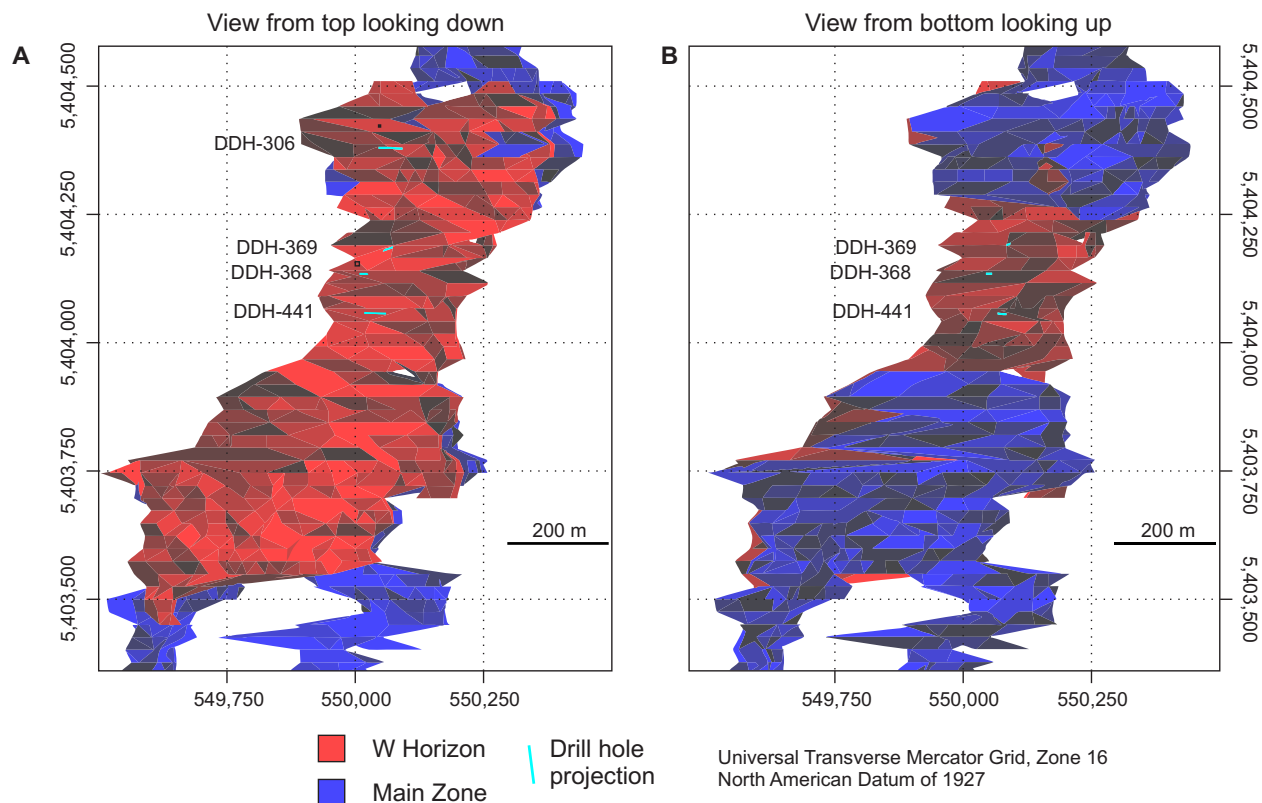 View from top looking down
View from bottom looking up
A
B
5,404,500
5,404,250
5,404,000
5,403,750
5,403,500
DDH-306
DDH-369
DDH-368
DDH-441
200 m
549,750
550,000
550,250
DDH-369
DDH-368
DDH-441
200 m
5,404,500
5,404,250
5,404,000
5,403,750
5,403,500
549,750
550,000
550,250
W Horizon
Main Zone
Drill hole
projection
Universal Transverse Mercator Grid, Zone 16
North American Datum of 1927